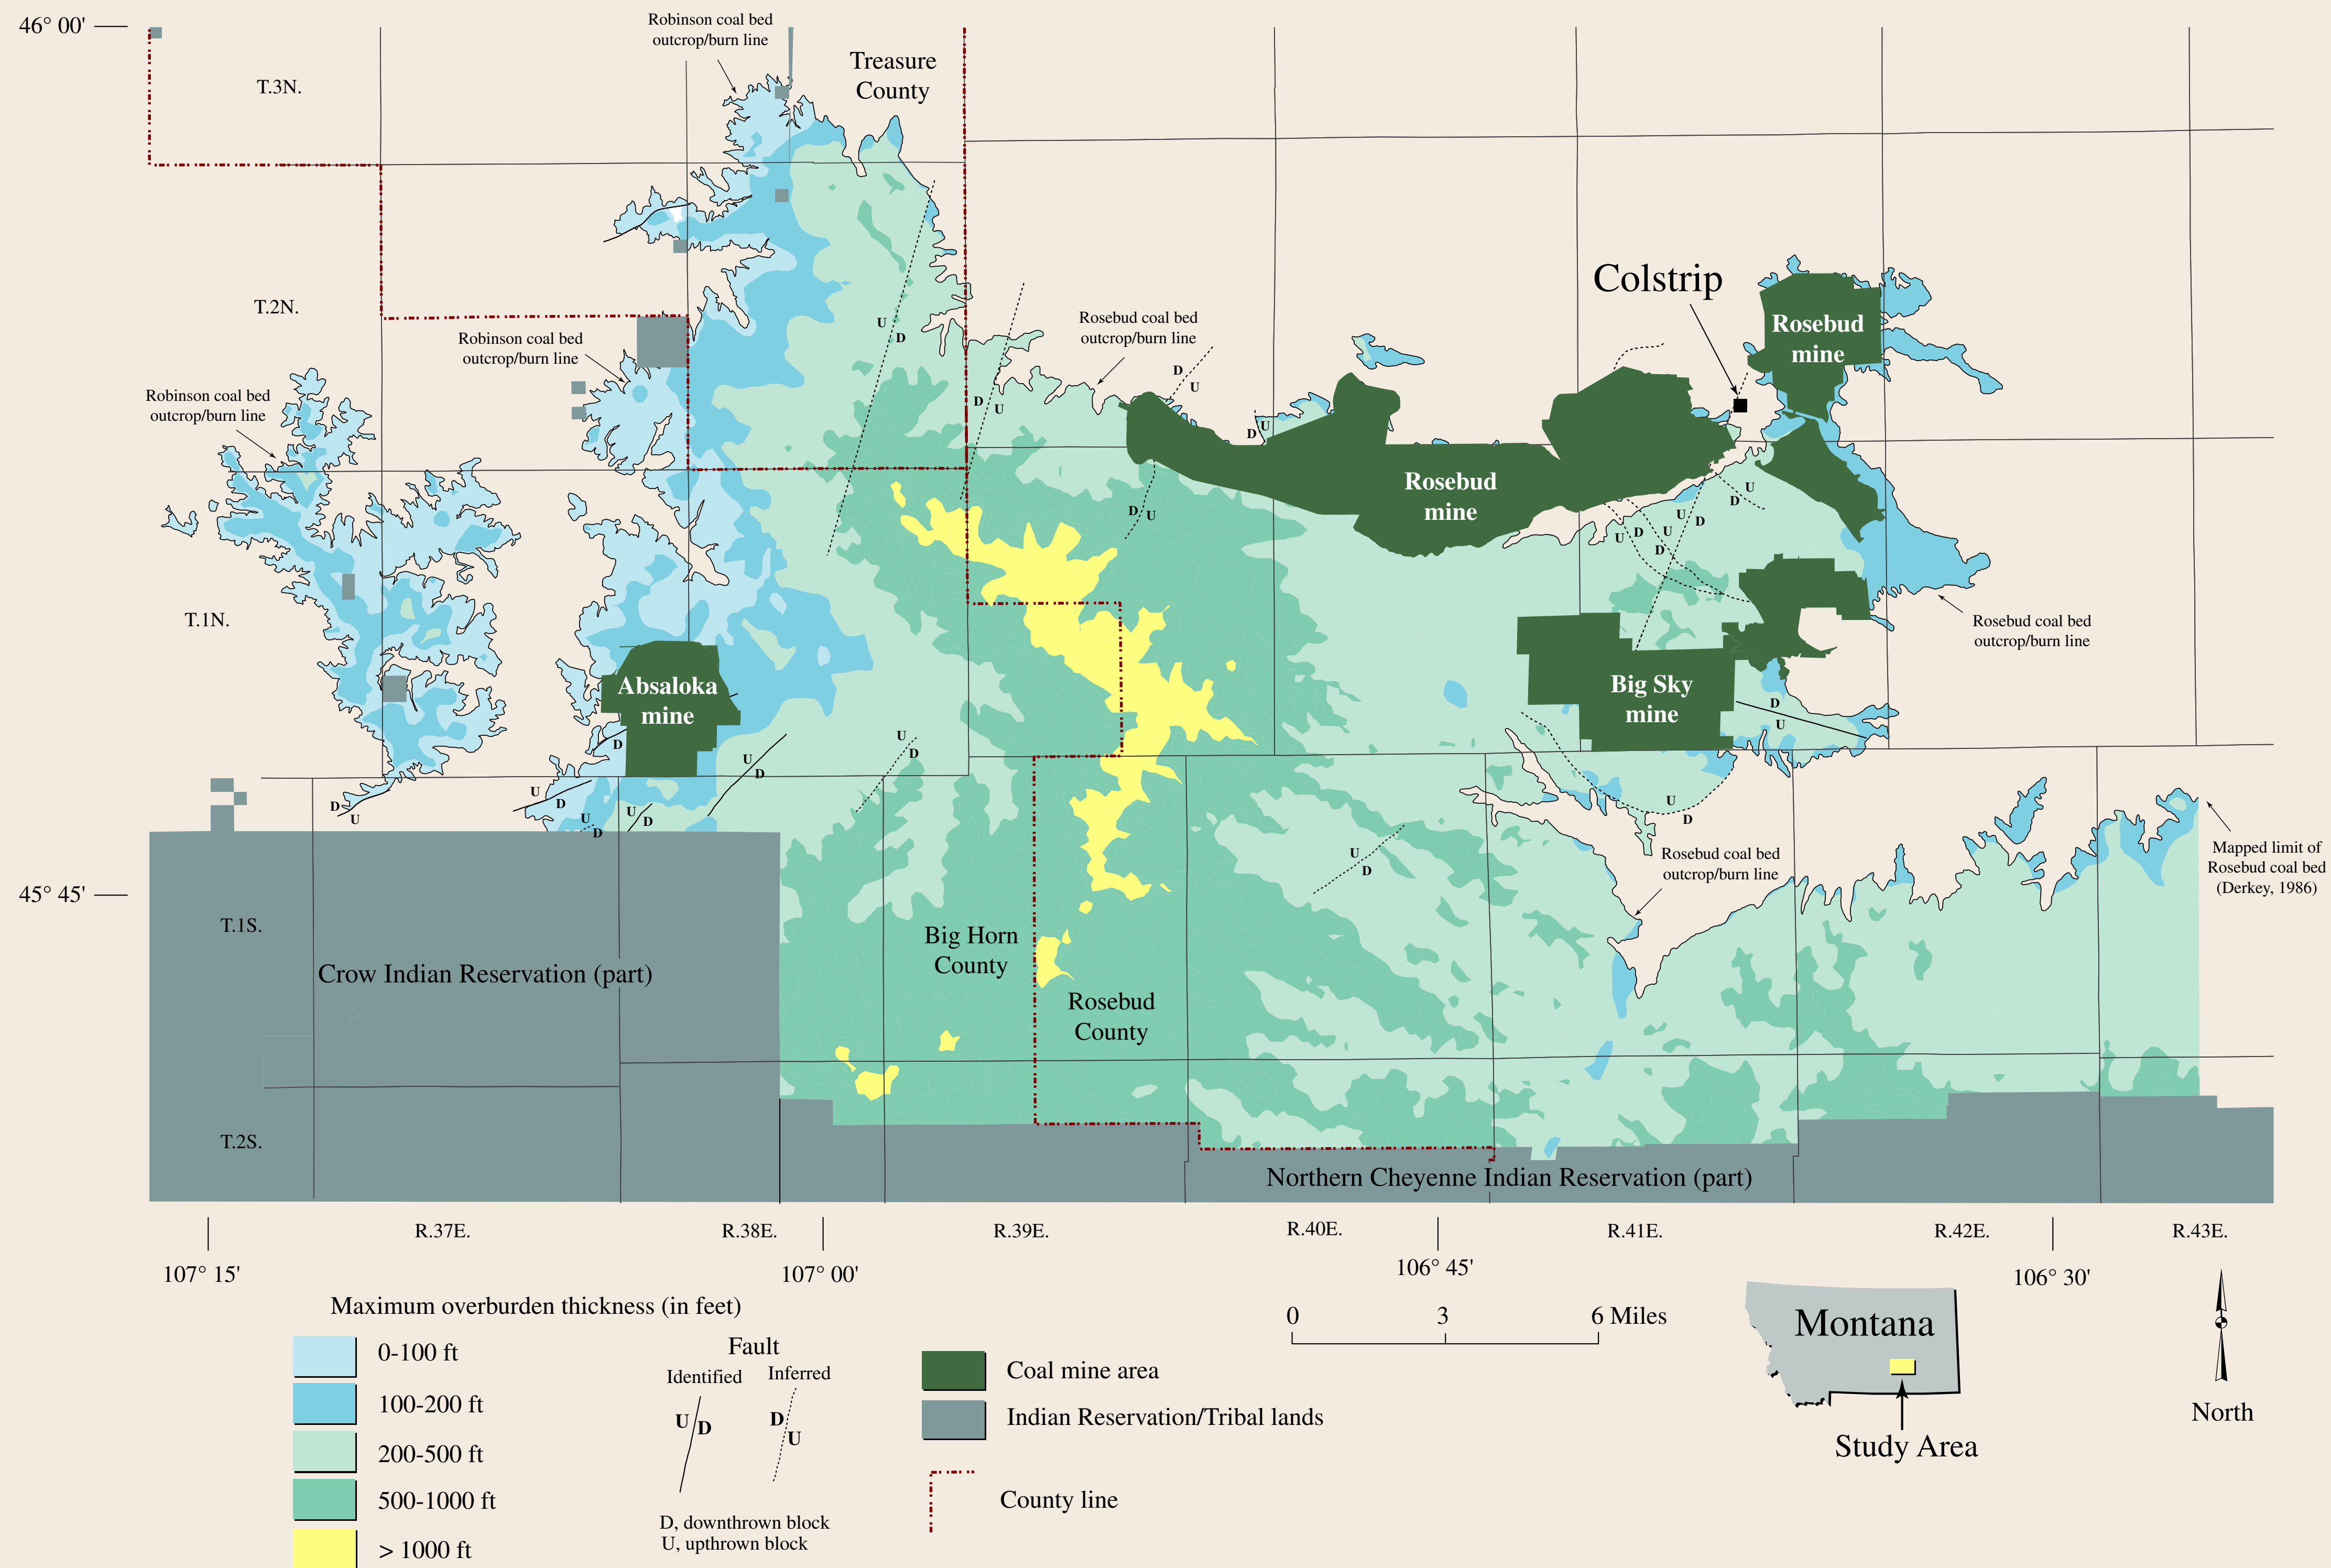 46° 00'
Robinson coal bed
outcrop/burn line
Treasure
County
T.3N.
Colstrip
T.2N.
Robinson coal bed
outcrop/burn line
Rosebud coal bed
outcrop/burn line
Rosebud
mine
U
D
D
U
D
U
Robinson coal bed
outcrop/burn line
D
U
Rosebud
mine
D
U
U
D
U
D
U
D
U
D
T.1N.
Rosebud coal bed
outcrop/burn line
Absaloka
mine
Big Sky
mine
D
U
D
U
D
U
D
U
D
U
D
U
D
U
D
U
D
U
D
U
D
Rosebud coal bed
outcrop/burn line
Mapped limit of
Rosebud coal bed
(Derkey, 1986)
45° 45'
T.1S.
Big Horn
County
Crow Indian Reservation (part)
Rosebud
County
T.2S.
Northern Cheyenne Indian Reservation (part)
R.37E.
R.38E.
R.39E.
R.40E.
R.41E.
R.42E.
R.43E.
107° 15'
107° 00'
106° 45'
106° 30'
Maximum overburden thickness (in feet)
0-100 ft
100-200 ft
200-500 ft
500-1000 ft
> 1000 ft
Fault
Identified
Inferred
U
D
D
U
D, downthrown block
U, upthrown block
Coal mine area
Indian Reservation/Tribal lands
County line
0 3 6 Miles
Montana
Study Area
North